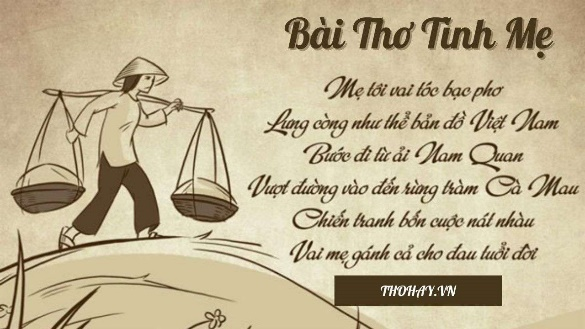 Bài Thơ Tình Mẹ
Mẹ tôi vai tóc bạc phơ
Lưng còng như thể bản đồ Việt Nam
Bước đi từ ải Nam Quan
Vượt đường vào đến rừng tràm Cà Mau
Chiến tranh bốn cuộc nát nhàu
Vai mẹ gánh cả cho đau tuổi đời
THOHAY.VN